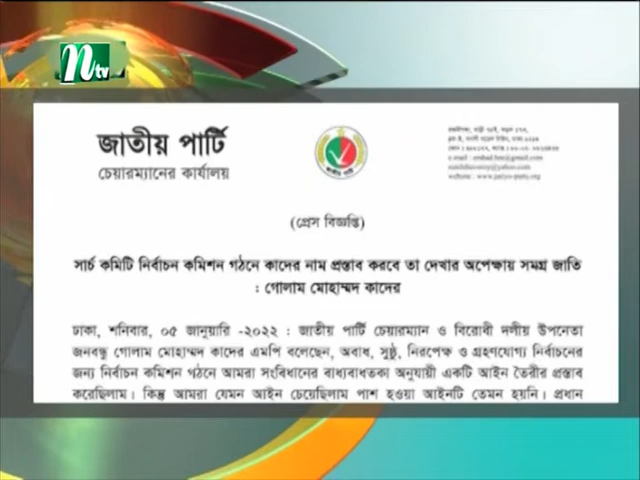 NTV
জাতীয় পার্টি
চেয়ারম্যানের কার্যালয়
জাতীয় পার্টি
(প্রেস বিজ্ঞপ্তি)
সার্চ কমিটি নির্বাচন কমিশন গঠনে কাদের নাম প্রস্তাব করবে তা দেখার অপেক্ষায় সমগ্র জাতি
: গোলাম মোহাম্মদ কাদের
ঢাকা, শনিবার, ০৫ জানুয়ারি -২০২২ : জাতীয় পার্টি চেয়ারম্যান ও বিরোধী দলীয় উপনেতা
জনবন্ধু গোলাম মোহাম্মদ কাদের এমপি বলেছেন, অবাধ, সুষ্ঠু, নিরপেক্ষ ও গ্রহণযোগ্য নির্বাচনের
জন্য নির্বাচন কমিশন গঠনে আমরা সংবিধানের বাধ্যবাধতকা অনুযায়ী একটি আইন তৈরীর প্রস্তাব
করেছিলাম। কিন্তু আমরা যেমন আইন চেয়েছিলাম পাশ হওয়া আইনটি তেমন হয়নি। প্রধান